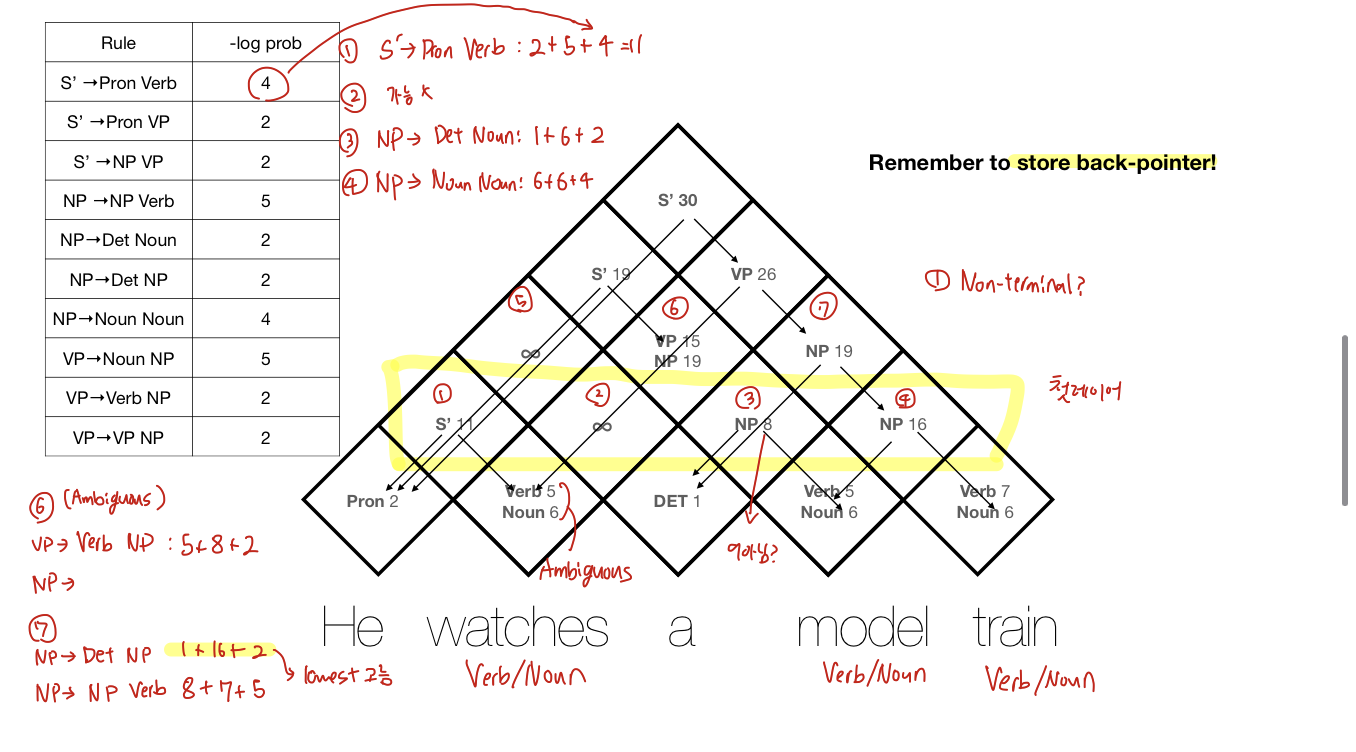 Rule -log prob
S’ →Pron Verb 4
S’ →Pron VP 2
S’ →NP VP 2
NP →NP Verb 5
NP→Det Noun 2
NP→Det NP 2
NP→Noun Noun 4
VP→Noun NP 5
VP→Verb NP 2
VP→VP NP 2
① S'→ Pron Verb : 2+5+4=11
② 가능 X
③ NP→ Det Noun: 1+6+2
④ NP→ Noun Noun: 6+6+4
Remember to store back-pointer!
S’ 30
S’ 19 VP 26
① Non-terminal?
⑤ ⑥ ⑦
∞
VP 15
NP 19
NP 19
① ② ③ ④
첫레이어
S’ 11 ∞ NP 8 NP 16
Pron 2
Verb 5
Noun 6
DET 1
Verb 5
Noun 6
Verb 7
Noun 6
Ambiguous
9아님?
He watches a model train
Verb/Noun Verb/Noun Verb/Noun
⑥ (Ambiguous)
VP→ Verb NP : 5+8+2
NP→
⑦
NP→ Det NP 1+16+2
lowest 고름
NP→ NP Verb 8+7+5